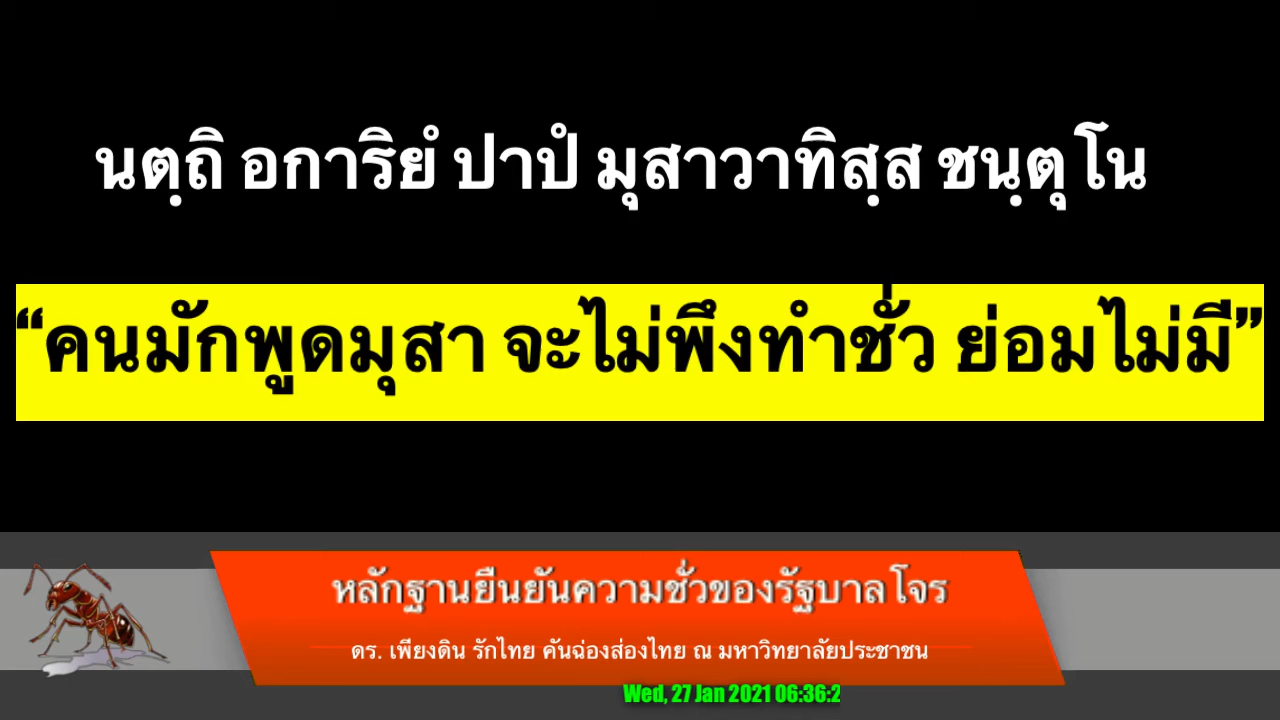 นตฺถิ อการิยํ ปาปํ มุสาวาทิสฺส ชนฺตุโน
“คนมักพูดมุสา จะไม่พึงทำชั่ว ย่อมไม่มี”
หลักฐานยืนยันความชั่วของรัฐบาลโจร
ดร. เพียงดิน รักไทย คันฉ่องส่องไทย ณ มหาวิทยาลัยประชาชน
Wed, 27 Jan 2021 06:36:2